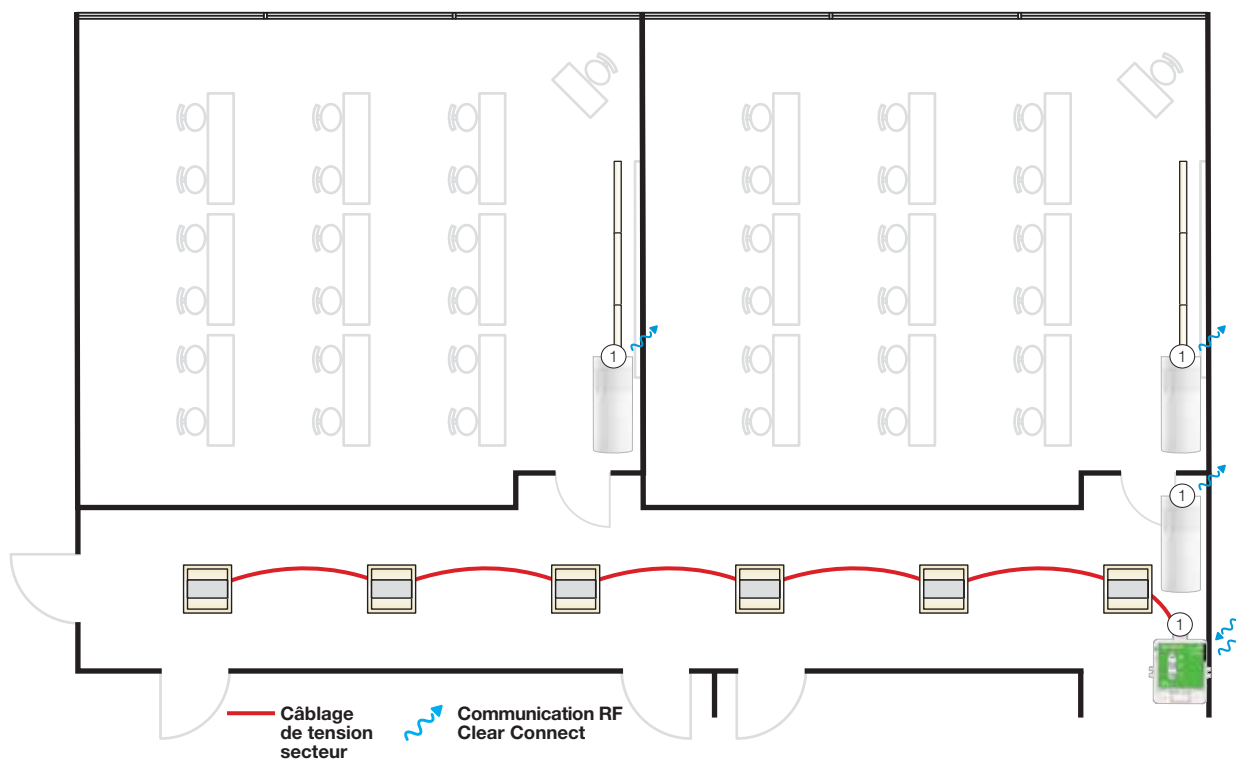 1
1
1
1
Câblage
de tension
secteur
Communication RF
Clear Connect